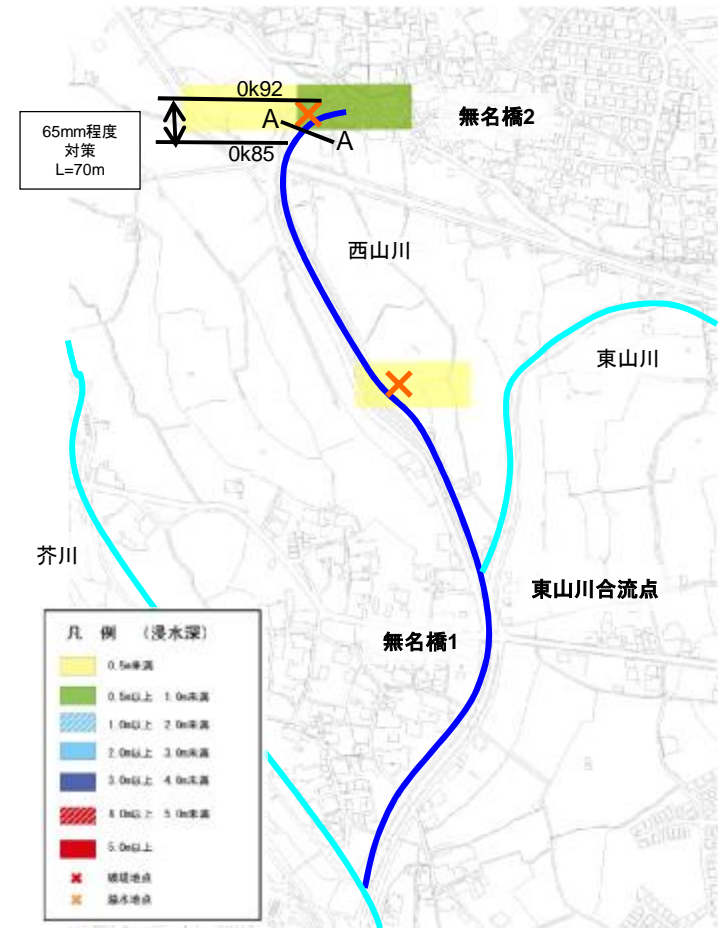 0k92
無名橋2
A
A
65mm程度
対策
L=70m
0k85
西山川
東山川
芥川
東山川合流点
無名橋1
凡 例 (浸水深)
0.5m未満
0.5m以上 1.0m未満
1.0m以上 2.0m未満
2.0m以上 3.0m未満
3.0m以上 4.0m未満
4.0m以上 5.0m未満
5.0m以上
破堤地点
溢水地点